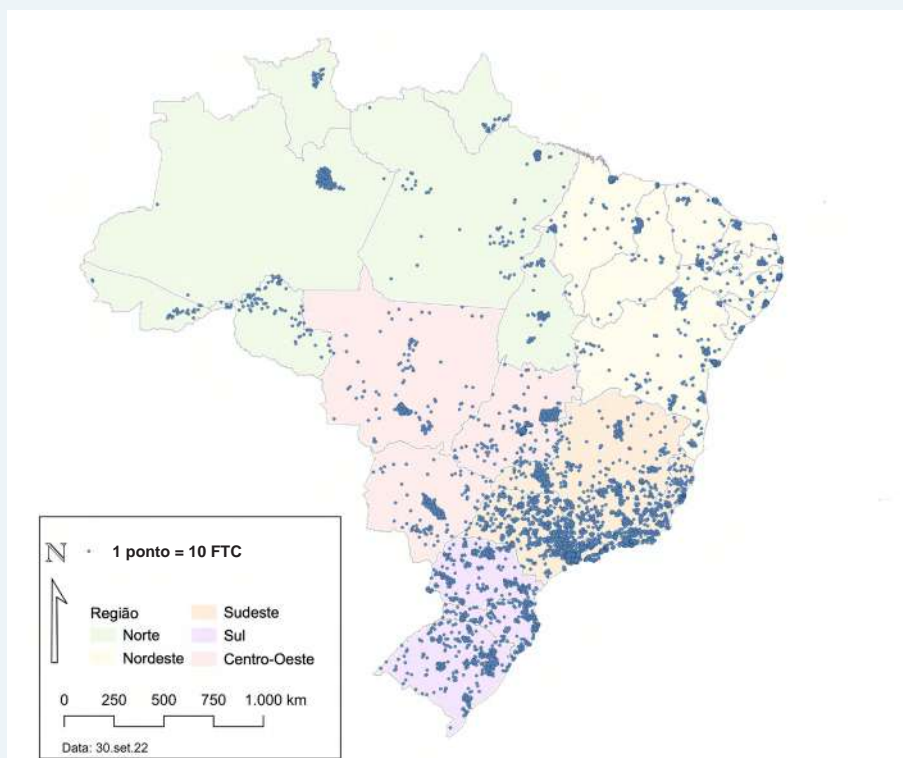 N
1 ponto = 10 FTC
Região
Norte
Nordeste
Sudeste
Sul
Centro-Oeste
0 250 500 750 1.000 km
Data: 30.set.22